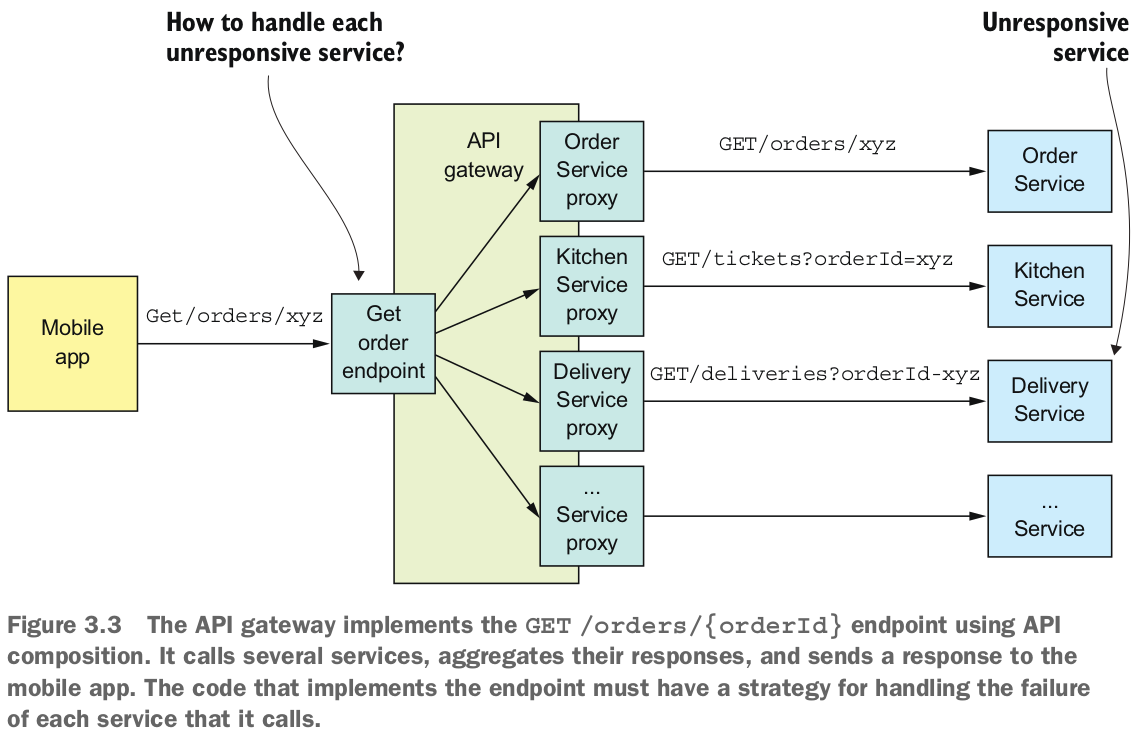 How to handle each
unresponsive service?
Unresponsive
service
API
gateway
Order
Service
proxy
GET/orders/xyz
Order
Service
Kitchen
Service
proxy
GET/tickets?orderId=xyz
Kitchen
Service
Mobile
app
Get/orders/xyz
Get
order
endpoint
Delivery
Service
proxy
GET/deliveries?orderId-xyz
Delivery
Service
...
Service
proxy
...
Service
Figure 3.3 The API gateway implements the GET /orders/{orderId} endpoint using API
composition. It calls several services, aggregates their responses, and sends a response to the
mobile app. The code that implements the endpoint must have a strategy for handling the failure
of each service that it calls.